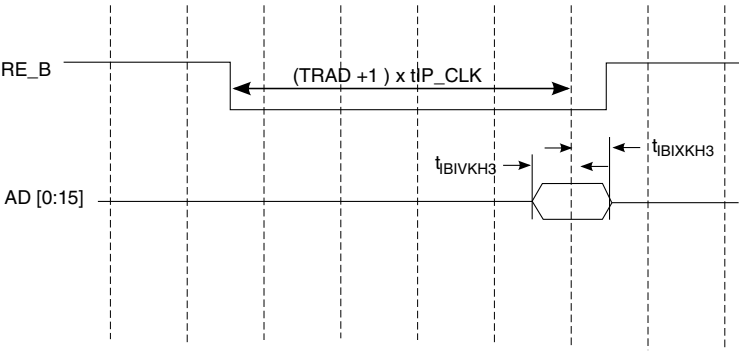 RE_B
(TRAD +1 ) x tIP_CLK
tIBIVKH3
tIBIXKH3
AD [0:15]